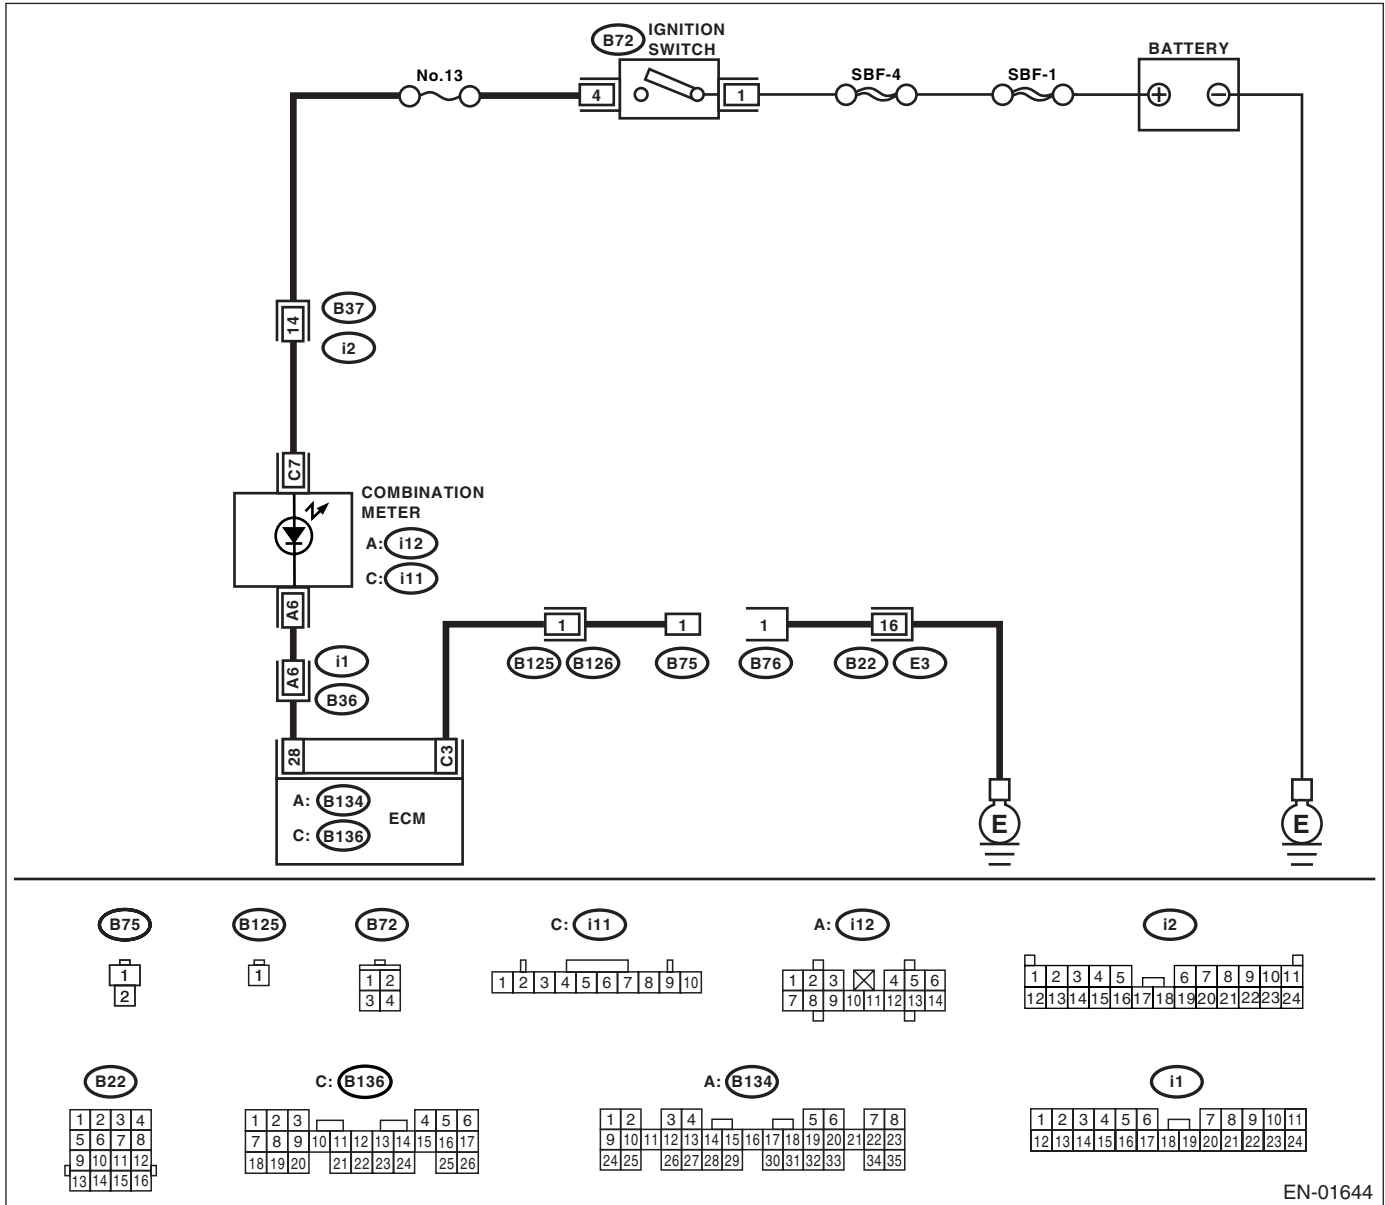 B72 IGNITION
SWITCH
BATTERY
No.13
SBF-4
SBF-1
4
1
+
−
14
B37
i2
C7
COMBINATION
METER
A: i12
C: i11
A6
A6
i1
B36
1
1
1
16
B125 B126 B75 B76 B22 E3
28
C3
A: B134
C: B136
ECM
E
E
B75
B125
B72
C: i11
A: i12
i2
1
2
1
1 2
3 4
1 2 3 4 5 6 7 8 9 10
1 2 3 4 5 6
7 8 9 10 11 12 13 14
1 2 3 4 5 6 7 8 9 10 11
12 13 14 15 16 17 18 19 20 21 22 23 24
B22
C: B136
A: B134
i1
1 2 3 4
5 6 7 8
9 10 11 12
13 14 15 16
1 2 3 4 5 6
7 8 9 10 11 12 13 14 15 16 17
18 19 20 21 22 23 24 25 26
1 2 3 4 5 6 7 8
9 10 11 12 13 14 15 16 17 18 19 20 21 22 23
24 25 26 27 28 29 30 31 32 33 34 35
1 2 3 4 5 6 7 8 9 10 11
12 13 14 15 16 17 18 19 20 21 22 23 24
EN-01644